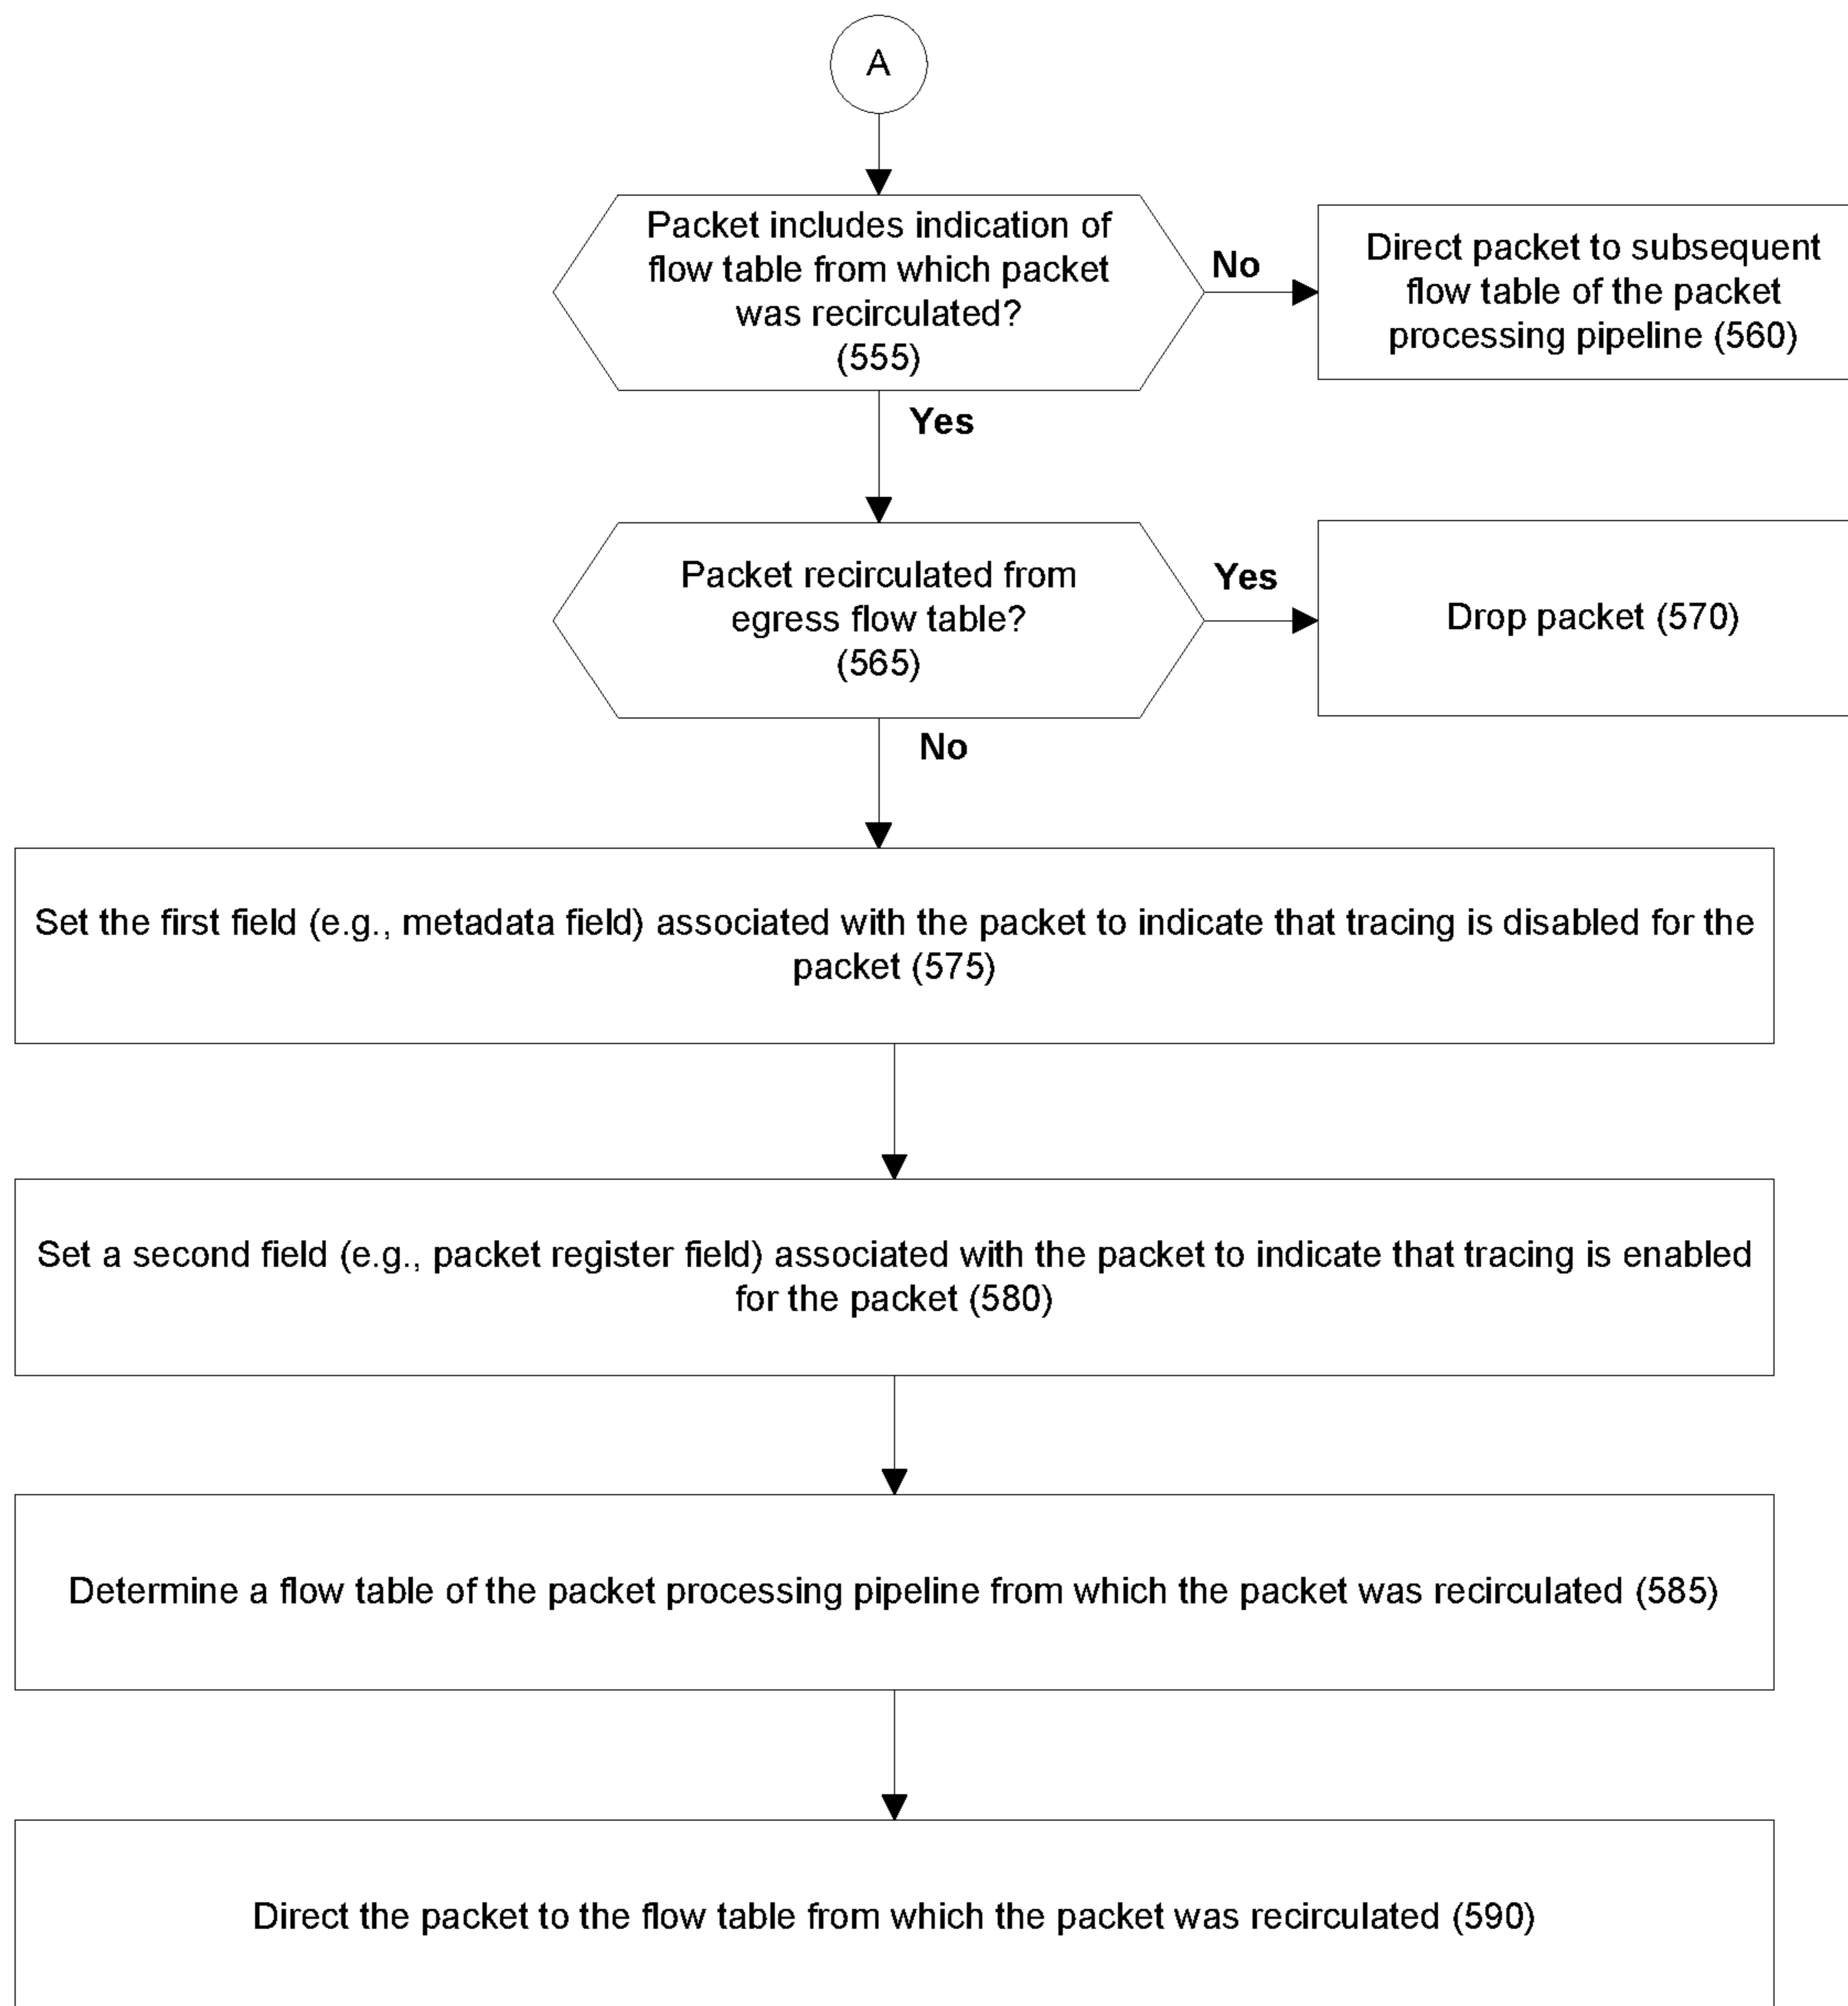 A
Packet includes indication of
flow table from which packet
was recirculated?
(555)
No
Direct packet to subsequent
flow table of the packet
processing pipeline (560)
Yes
Packet recirculated from
egress flow table?
(565)
Yes
Drop packet (570)
No
Set the first field (e.g., metadata field) associated with the packet to indicate that tracing is disabled for the
packet (575)
Set a second field (e.g., packet register field) associated with the packet to indicate that tracing is enabled
for the packet (580)
Determine a flow table of the packet processing pipeline from which the packet was recirculated (585)
Direct the packet to the flow table from which the packet was recirculated (590)